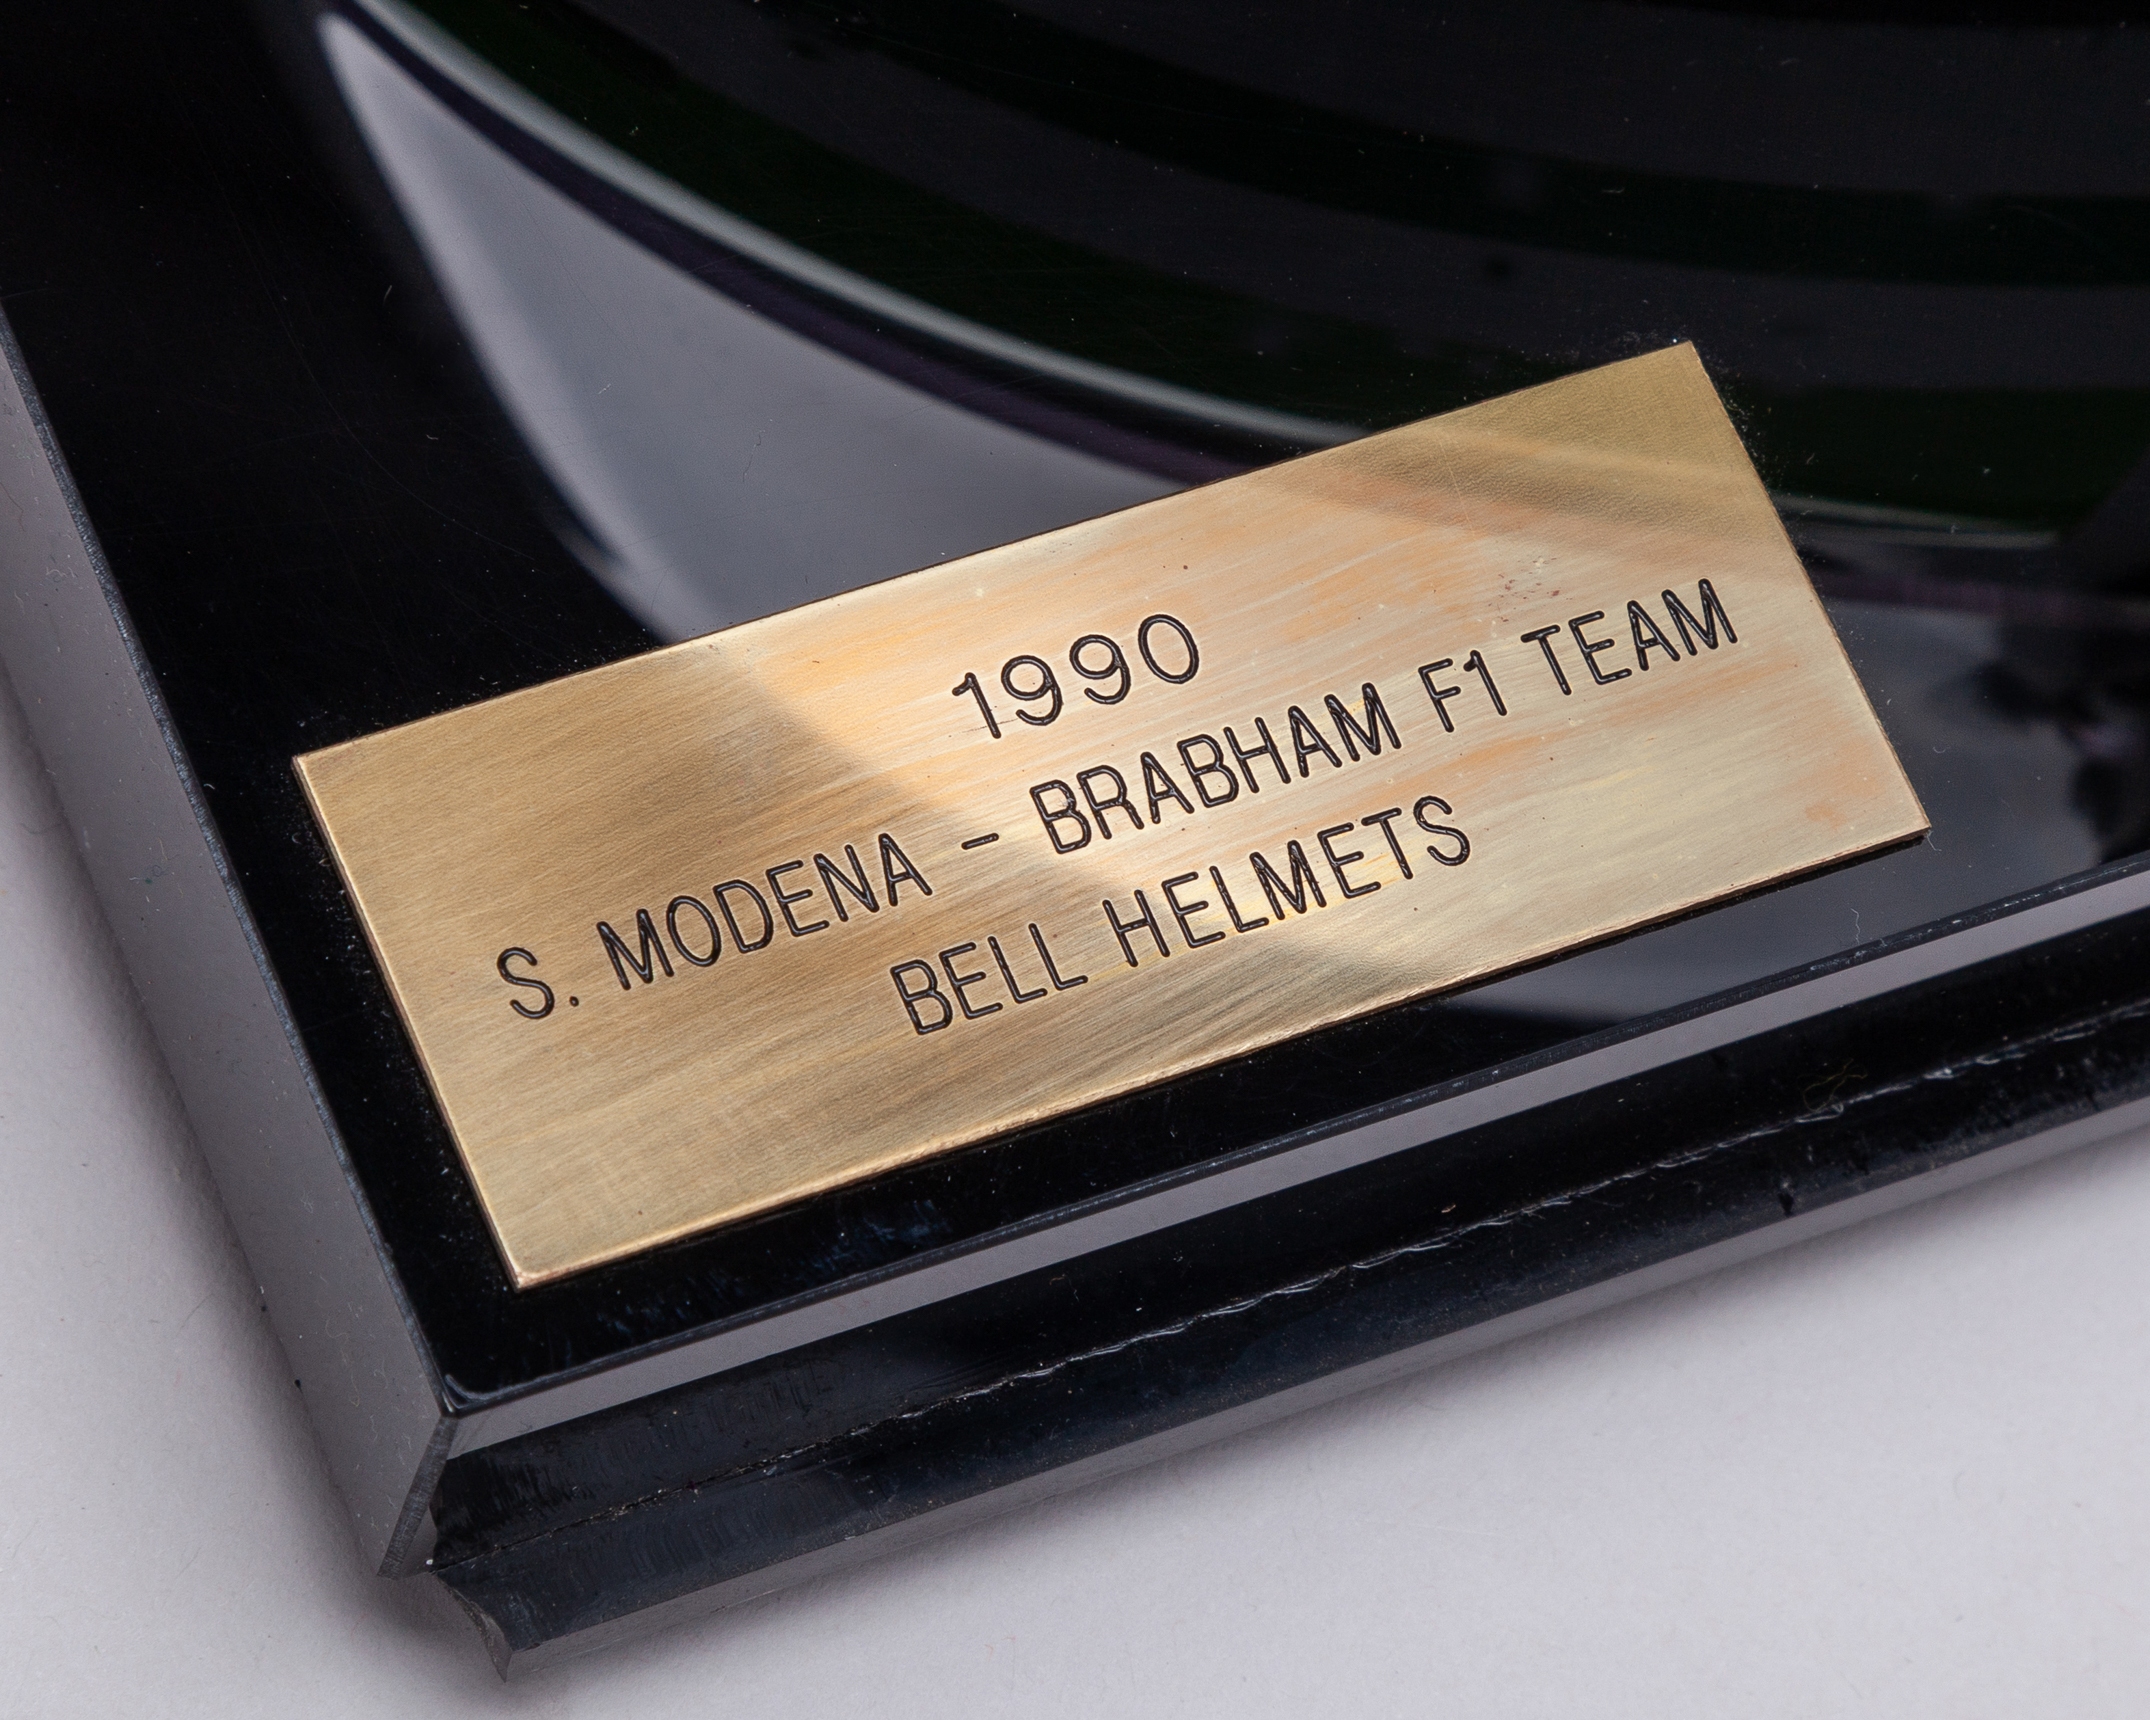 1990
S. MODENA - BRABHAM F1 TEAM
BELL HELMETS